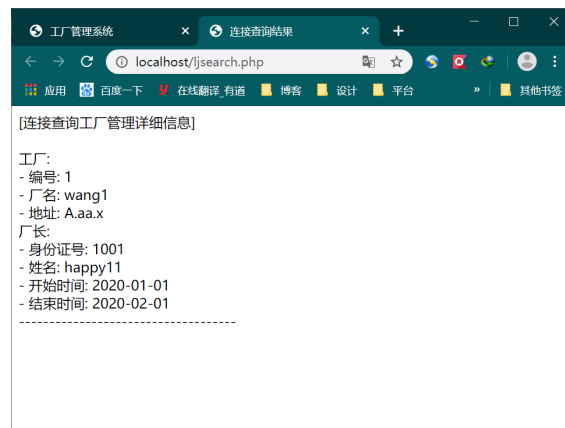 工厂管理系统
连接查询结果
localhost/ljsearch.php
应用
百度一下
在线翻译_有道
博客
设计
平台
»
其他书签
[连接查询工厂管理详细信息]
工厂:
- 编号: 1
- 厂名: wang1
- 地址: A.aa.x
厂长:
- 身份证号: 1001
- 姓名: happy11
- 开始时间: 2020-01-01
- 结束时间: 2020-02-01
------------------------------------